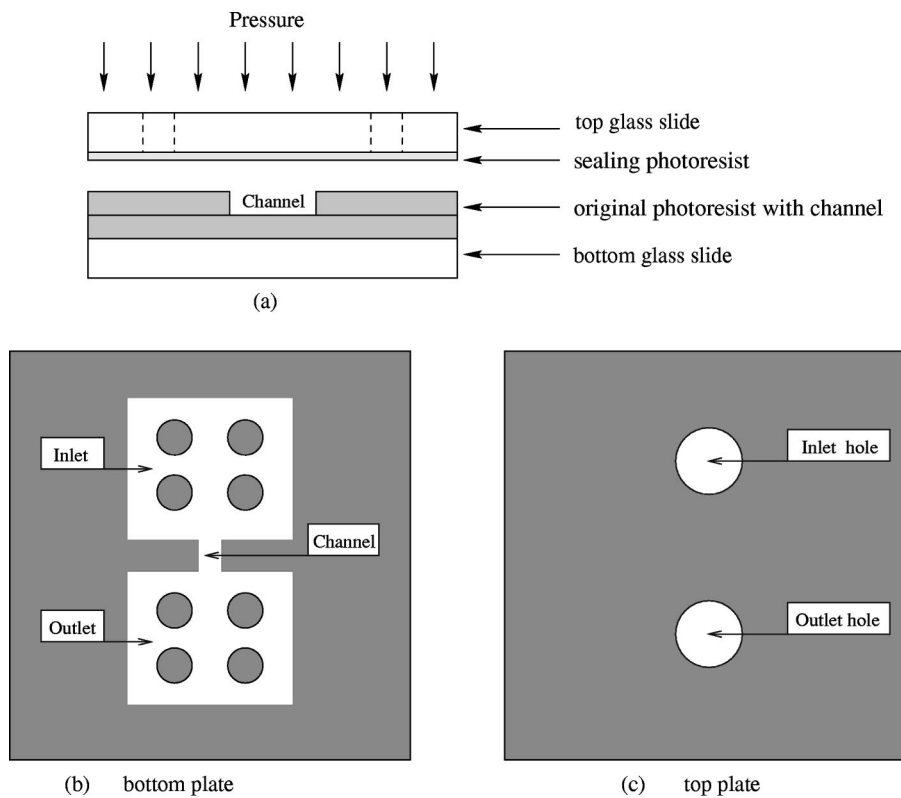 Pressure
top glass slide
sealing photoresist
Channel
original photoresist with channel
bottom glass slide
(a)
Inlet
Channel
Outlet
(b) bottom plate
Inlet hole
Outlet hole
(c) top plate